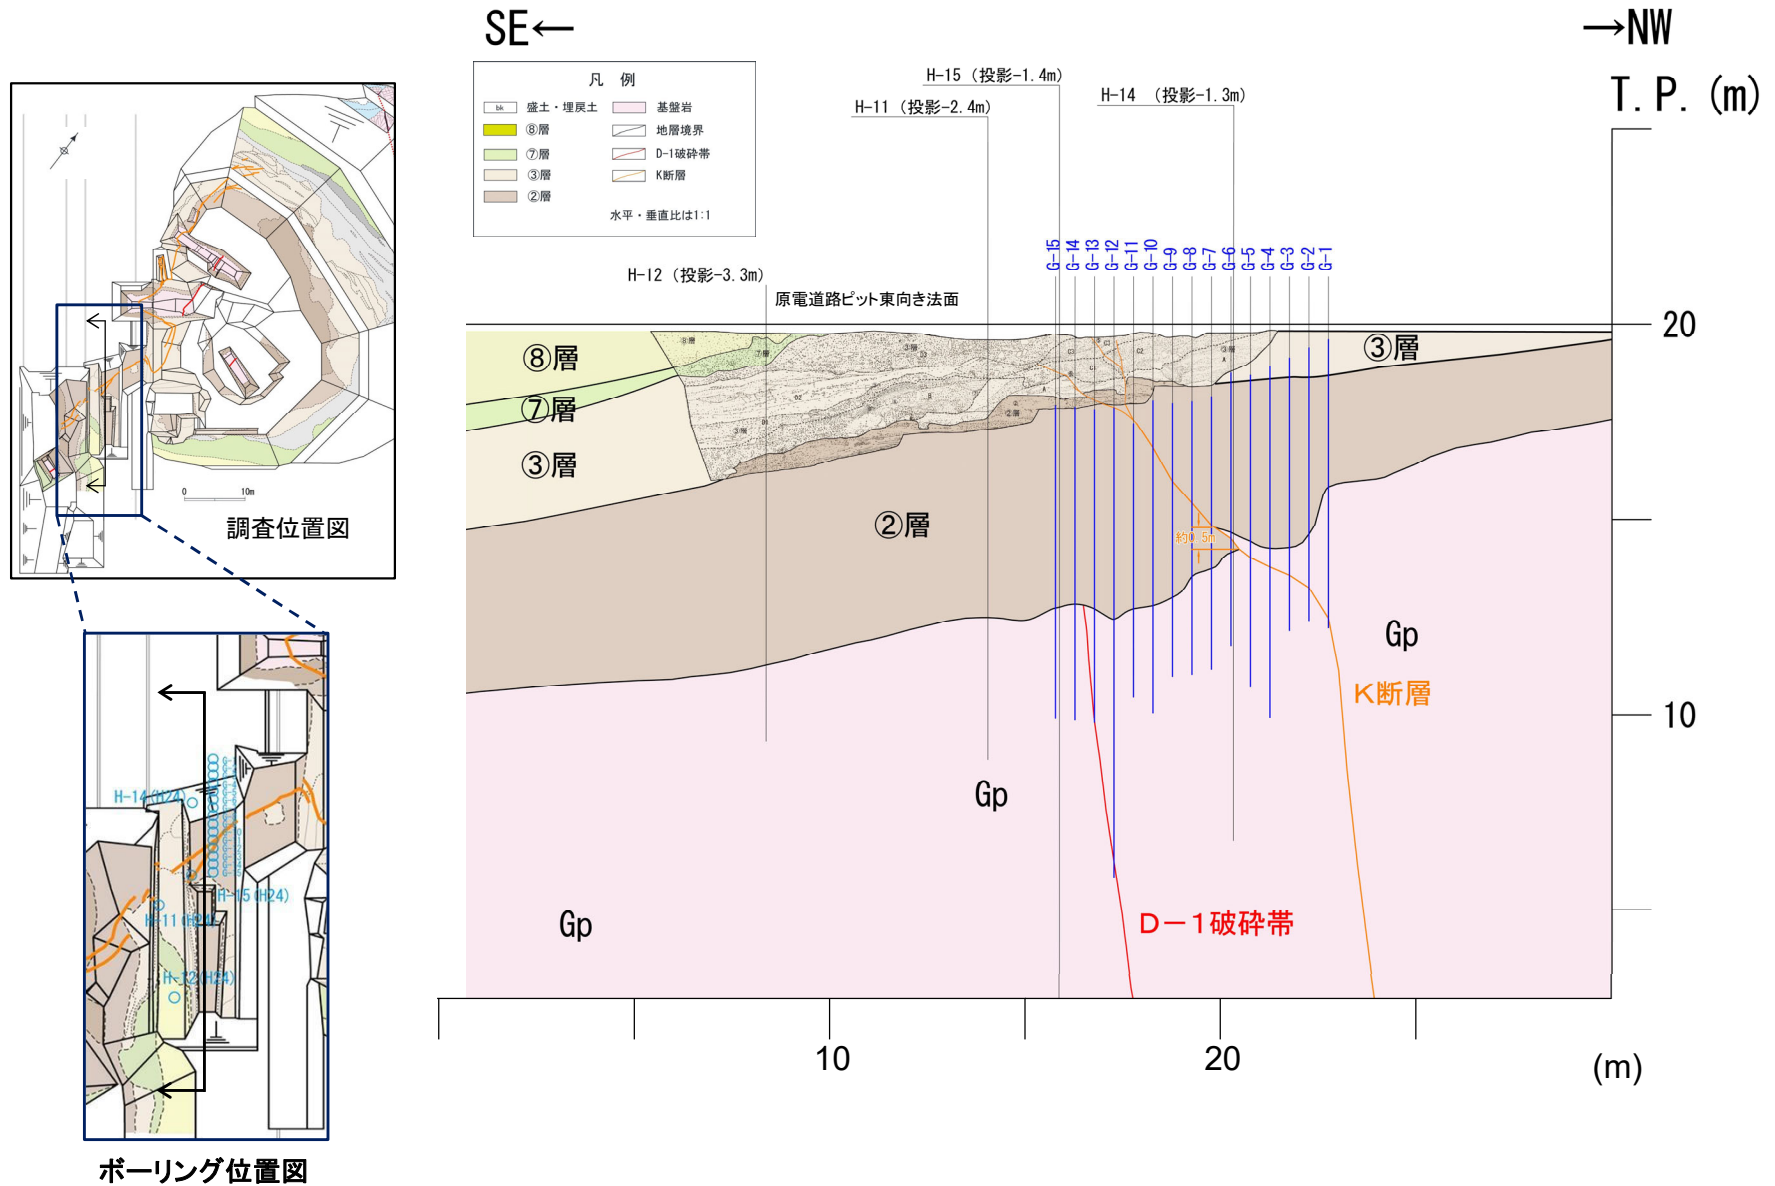 SE←
→NW
T.P.(m)
凡 例
bk 盛土・埋戻土
⑧層
⑦層
③層
②層
基盤岩
地層境界
D-1破砕帯
K断層
水平・垂直比は1:1
H-15 (投影-1.4m)
H-11 (投影-2.4m)
H-14 (投影-1.3m)
H-12 (投影-3.3m)
原電道路ピット東向き法面
G-15
G-14
G-13
G-12
G-11
G-10
G-9
G-8
G-7
G-6
G-5
G-4
G-3
G-2
G-1
20
10
⑧層
⑦層
③層
②層
③層
約0.5m
Gp
Gp
Gp
K断層
D-1破砕帯
10
20
(m)
0 10m
調査位置図
H-14(H24)
H-15(H24)
H-11(H24)
H-12(H24)
ボーリング位置図